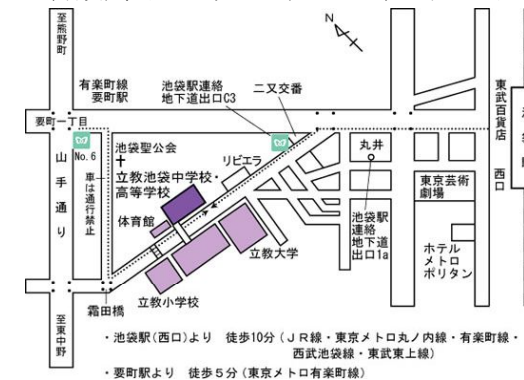 至熊野町
N
有楽町線
要町駅
池袋駅連絡
地下道出口C3
二又交番
要町一丁目
No.6
池袋聖公会
リビエラ
丸井
東武百貨店 西口
山手通り
車は通行禁止
立教池袋中学校・
高等学校
体育館
東京芸術
劇場
池袋駅
連絡
地下道
出口1a
立教大学
ホテル
メトロ
ポリタン
立教小学校
霜田橋
至東中野
・池袋駅(西口)より 徒歩10分(ＪＲ線・東京メトロ丸ノ内線・有楽町線・
西武池袋線・東武東上線)
・要町駅より 徒歩５分(東京メトロ有楽町線)